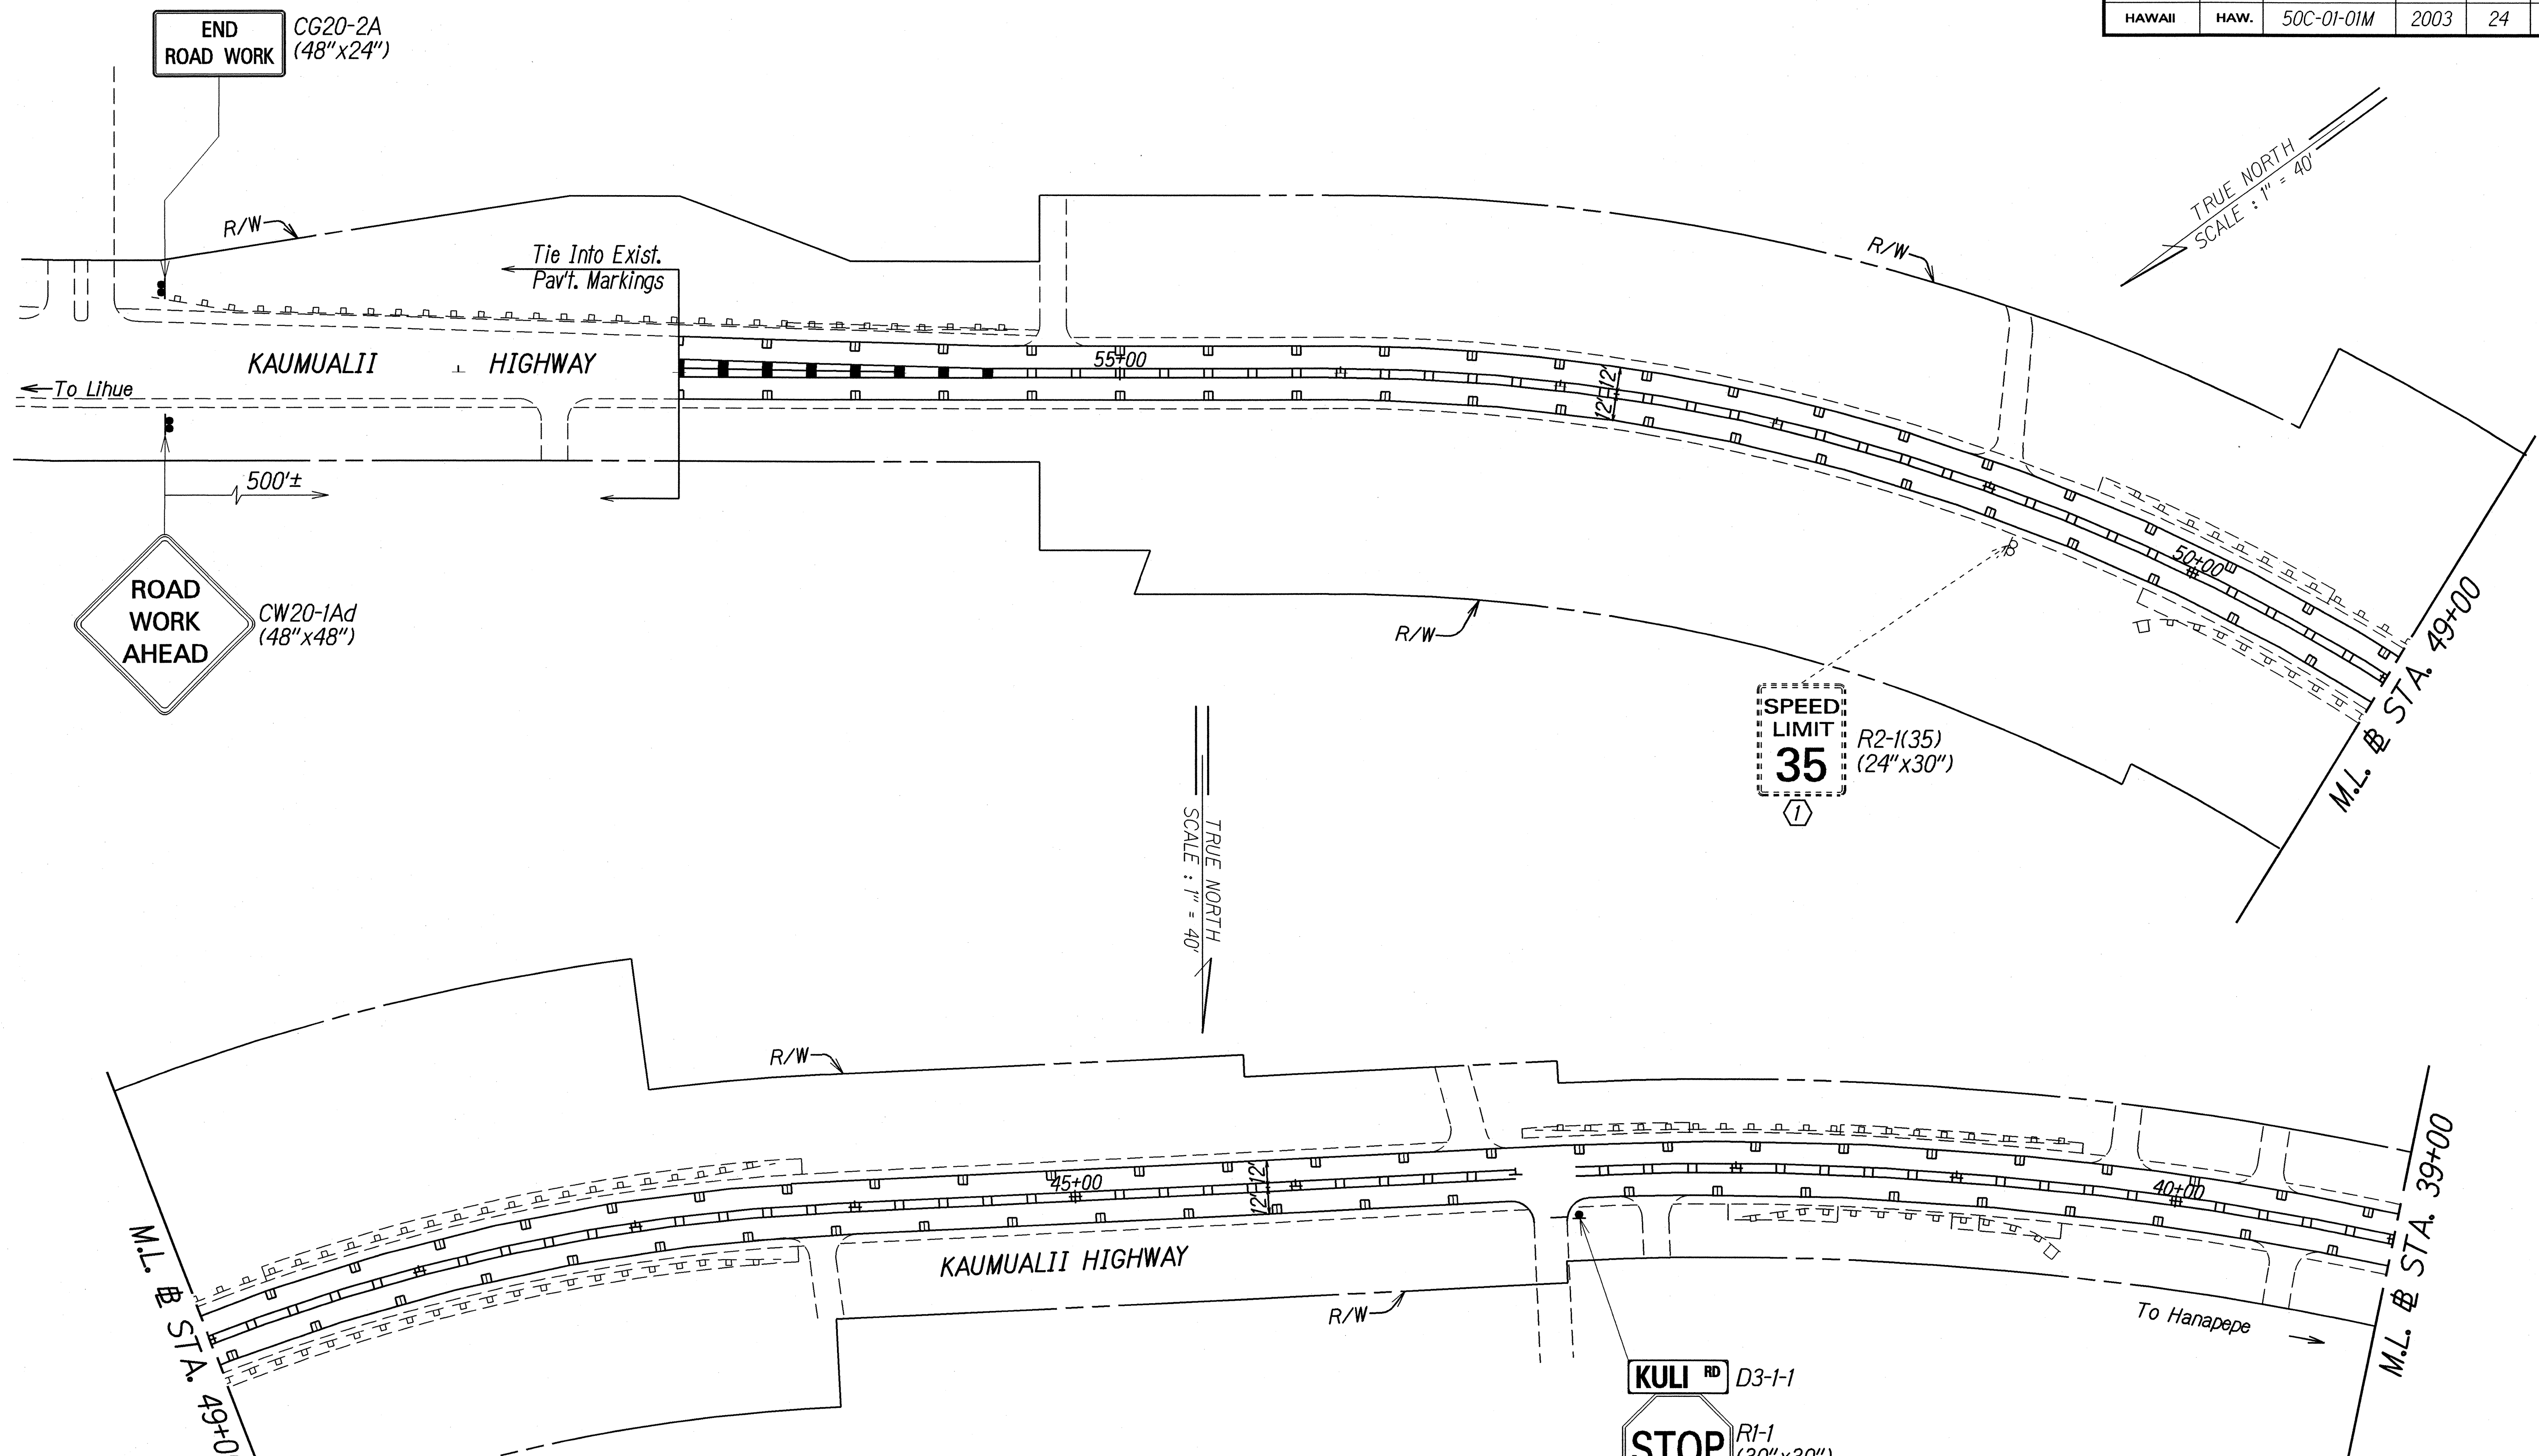 HAWAII HAW. 50C-01-01M 2003 24
END
ROAD WORK
CG20-2A
(48"x24")
TRUE NORTH
SCALE : 1" = 40'
R/W
Tie Into Exist.
Pav't. Markings
R/W
KAUMUALII HIGHWAY
55+00
To Lihue
12'
12'
500'±
50+00
ROAD
WORK
AHEAD
CW20-1Ad
(48"x48")
R/W
M.L. B STA. 49+00
SPEED
LIMIT
35
R2-1(35)
(24"x30")
1
TRUE NORTH
SCALE : 1" = 40'
R/W
45+00
12'
12'
40+00
M.L. B STA. 39+00
M.L. B STA. 49+0
KAUMUALII HIGHWAY
R/W
To Hanapepe
KULI RD
D3-1-1
STOP
R1-1
(30"x30")